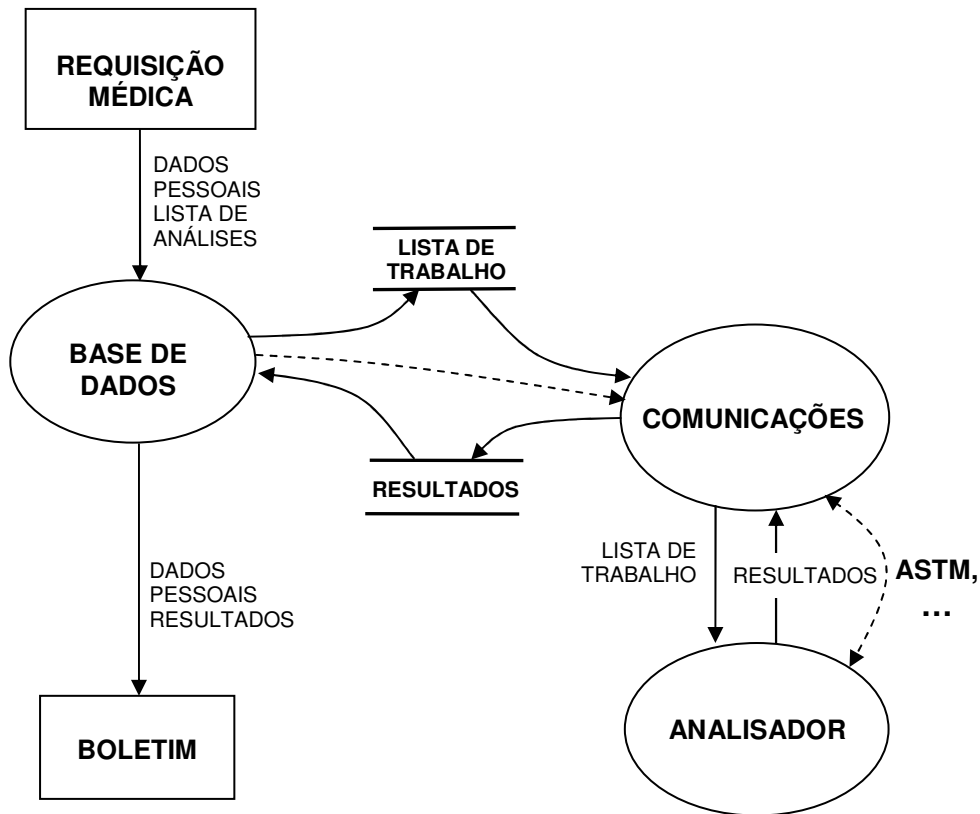 REQUISIÇÃO
MÉDICA
DADOS
PESSOAIS
LISTA DE
ANÁLISES
LISTA DE
TRABALHO
BASE DE
DADOS
COMUNICAÇÕES
RESULTADOS
LISTA DE
TRABALHO
RESULTADOS
ASTM,
...
DADOS
PESSOAIS
RESULTADOS
BOLETIM
ANALISADOR